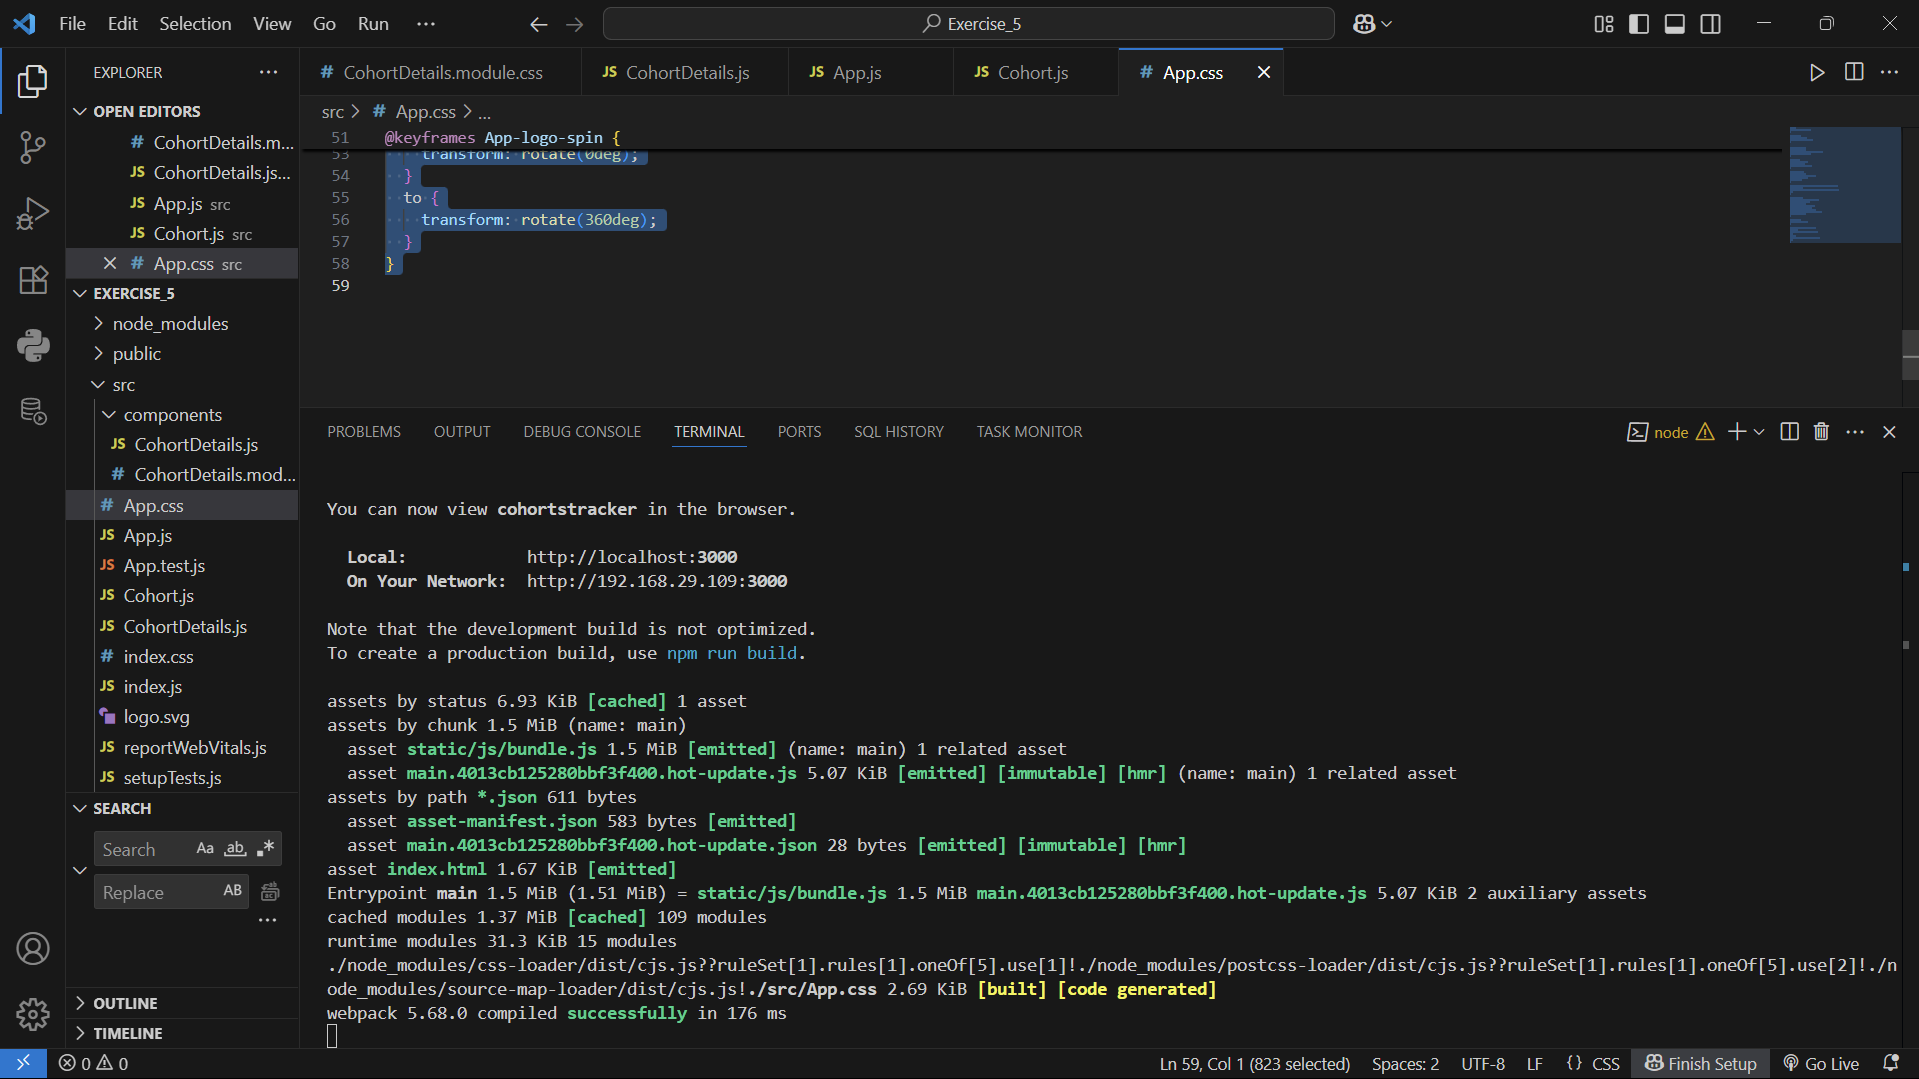 File Edit Selection View Go Run ···
Exercise_5
EXPLORER ···
OPEN EDITORS
# CohortDetails.m...
JS CohortDetails.js...
JS App.js src
JS Cohort.js src
# App.css src
EXERCISE_5
node_modules
public
src
components
JS CohortDetails.js
# CohortDetails.mod...
# App.css
JS App.js
JS App.test.js
JS Cohort.js
JS CohortDetails.js
# index.css
JS index.js
logo.svg
JS reportWebVitals.js
JS setupTests.js
SEARCH
Search Aa ab .*
Replace AB
···
OUTLINE
TIMELINE
# CohortDetails.module.css JS CohortDetails.js JS App.js JS Cohort.js # App.css
src > # App.css > ...
51 @keyframes App-logo-spin {
53 transform: rotate(0deg);
54 }
55 to {
56 transform: rotate(360deg);
57 }
58 }
59
PROBLEMS OUTPUT DEBUG CONSOLE TERMINAL PORTS SQL HISTORY TASK MONITOR node
You can now view cohortstracker in the browser.
Local: http://localhost:3000
On Your Network: http://192.168.29.109:3000
Note that the development build is not optimized.
To create a production build, use npm run build.
assets by status 6.93 KiB [cached] 1 asset
assets by chunk 1.5 MiB (name: main)
asset static/js/bundle.js 1.5 MiB [emitted] (name: main) 1 related asset
asset main.4013cb125280bbf3f400.hot-update.js 5.07 KiB [emitted] [immutable] [hmr] (name: main) 1 related asset
assets by path *.json 611 bytes
asset asset-manifest.json 583 bytes [emitted]
asset main.4013cb125280bbf3f400.hot-update.json 28 bytes [emitted] [immutable] [hmr]
asset index.html 1.67 KiB [emitted]
Entrypoint main 1.5 MiB (1.51 MiB) = static/js/bundle.js 1.5 MiB main.4013cb125280bbf3f400.hot-update.js 5.07 KiB 2 auxiliary assets
cached modules 1.37 MiB [cached] 109 modules
runtime modules 31.3 KiB 15 modules
./node_modules/css-loader/dist/cjs.js??ruleSet[1].rules[1].oneOf[5].use[1]!./node_modules/postcss-loader/dist/cjs.js??ruleSet[1].rules[1].oneOf[5].use[2]!./n
ode_modules/source-map-loader/dist/cjs.js!./src/App.css 2.69 KiB [built] [code generated]
webpack 5.68.0 compiled successfully in 176 ms
0 0 Ln 59, Col 1 (823 selected) Spaces: 2 UTF-8 LF {} CSS Finish Setup Go Live